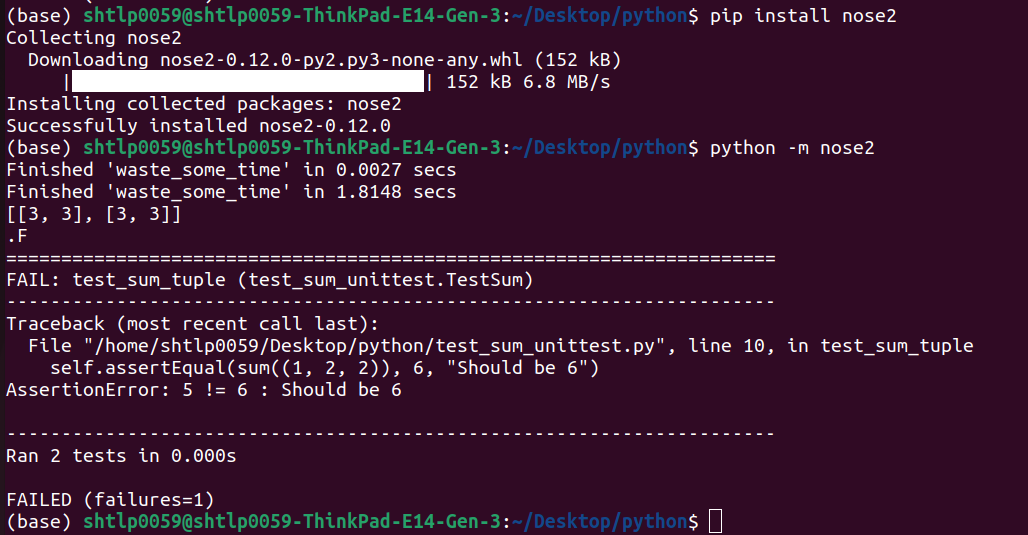 (base) shtlp0059@shtlp0059-ThinkPad-E14-Gen-3:~/Desktop/python$ pip install nose2
Collecting nose2
  Downloading nose2-0.12.0-py2.py3-none-any.whl (152 kB)
     |                                | 152 kB 6.8 MB/s
Installing collected packages: nose2
Successfully installed nose2-0.12.0
(base) shtlp0059@shtlp0059-ThinkPad-E14-Gen-3:~/Desktop/python$ python -m nose2
Finished 'waste_some_time' in 0.0027 secs
Finished 'waste_some_time' in 1.8148 secs
[[3, 3], [3, 3]]
.F
======================================================================
FAIL: test_sum_tuple (test_sum_unittest.TestSum)
----------------------------------------------------------------------
Traceback (most recent call last):
  File "/home/shtlp0059/Desktop/python/test_sum_unittest.py", line 10, in test_sum_tuple
    self.assertEqual(sum((1, 2, 2)), 6, "Should be 6")
AssertionError: 5 != 6 : Should be 6

----------------------------------------------------------------------
Ran 2 tests in 0.000s

FAILED (failures=1)
(base) shtlp0059@shtlp0059-ThinkPad-E14-Gen-3:~/Desktop/python$